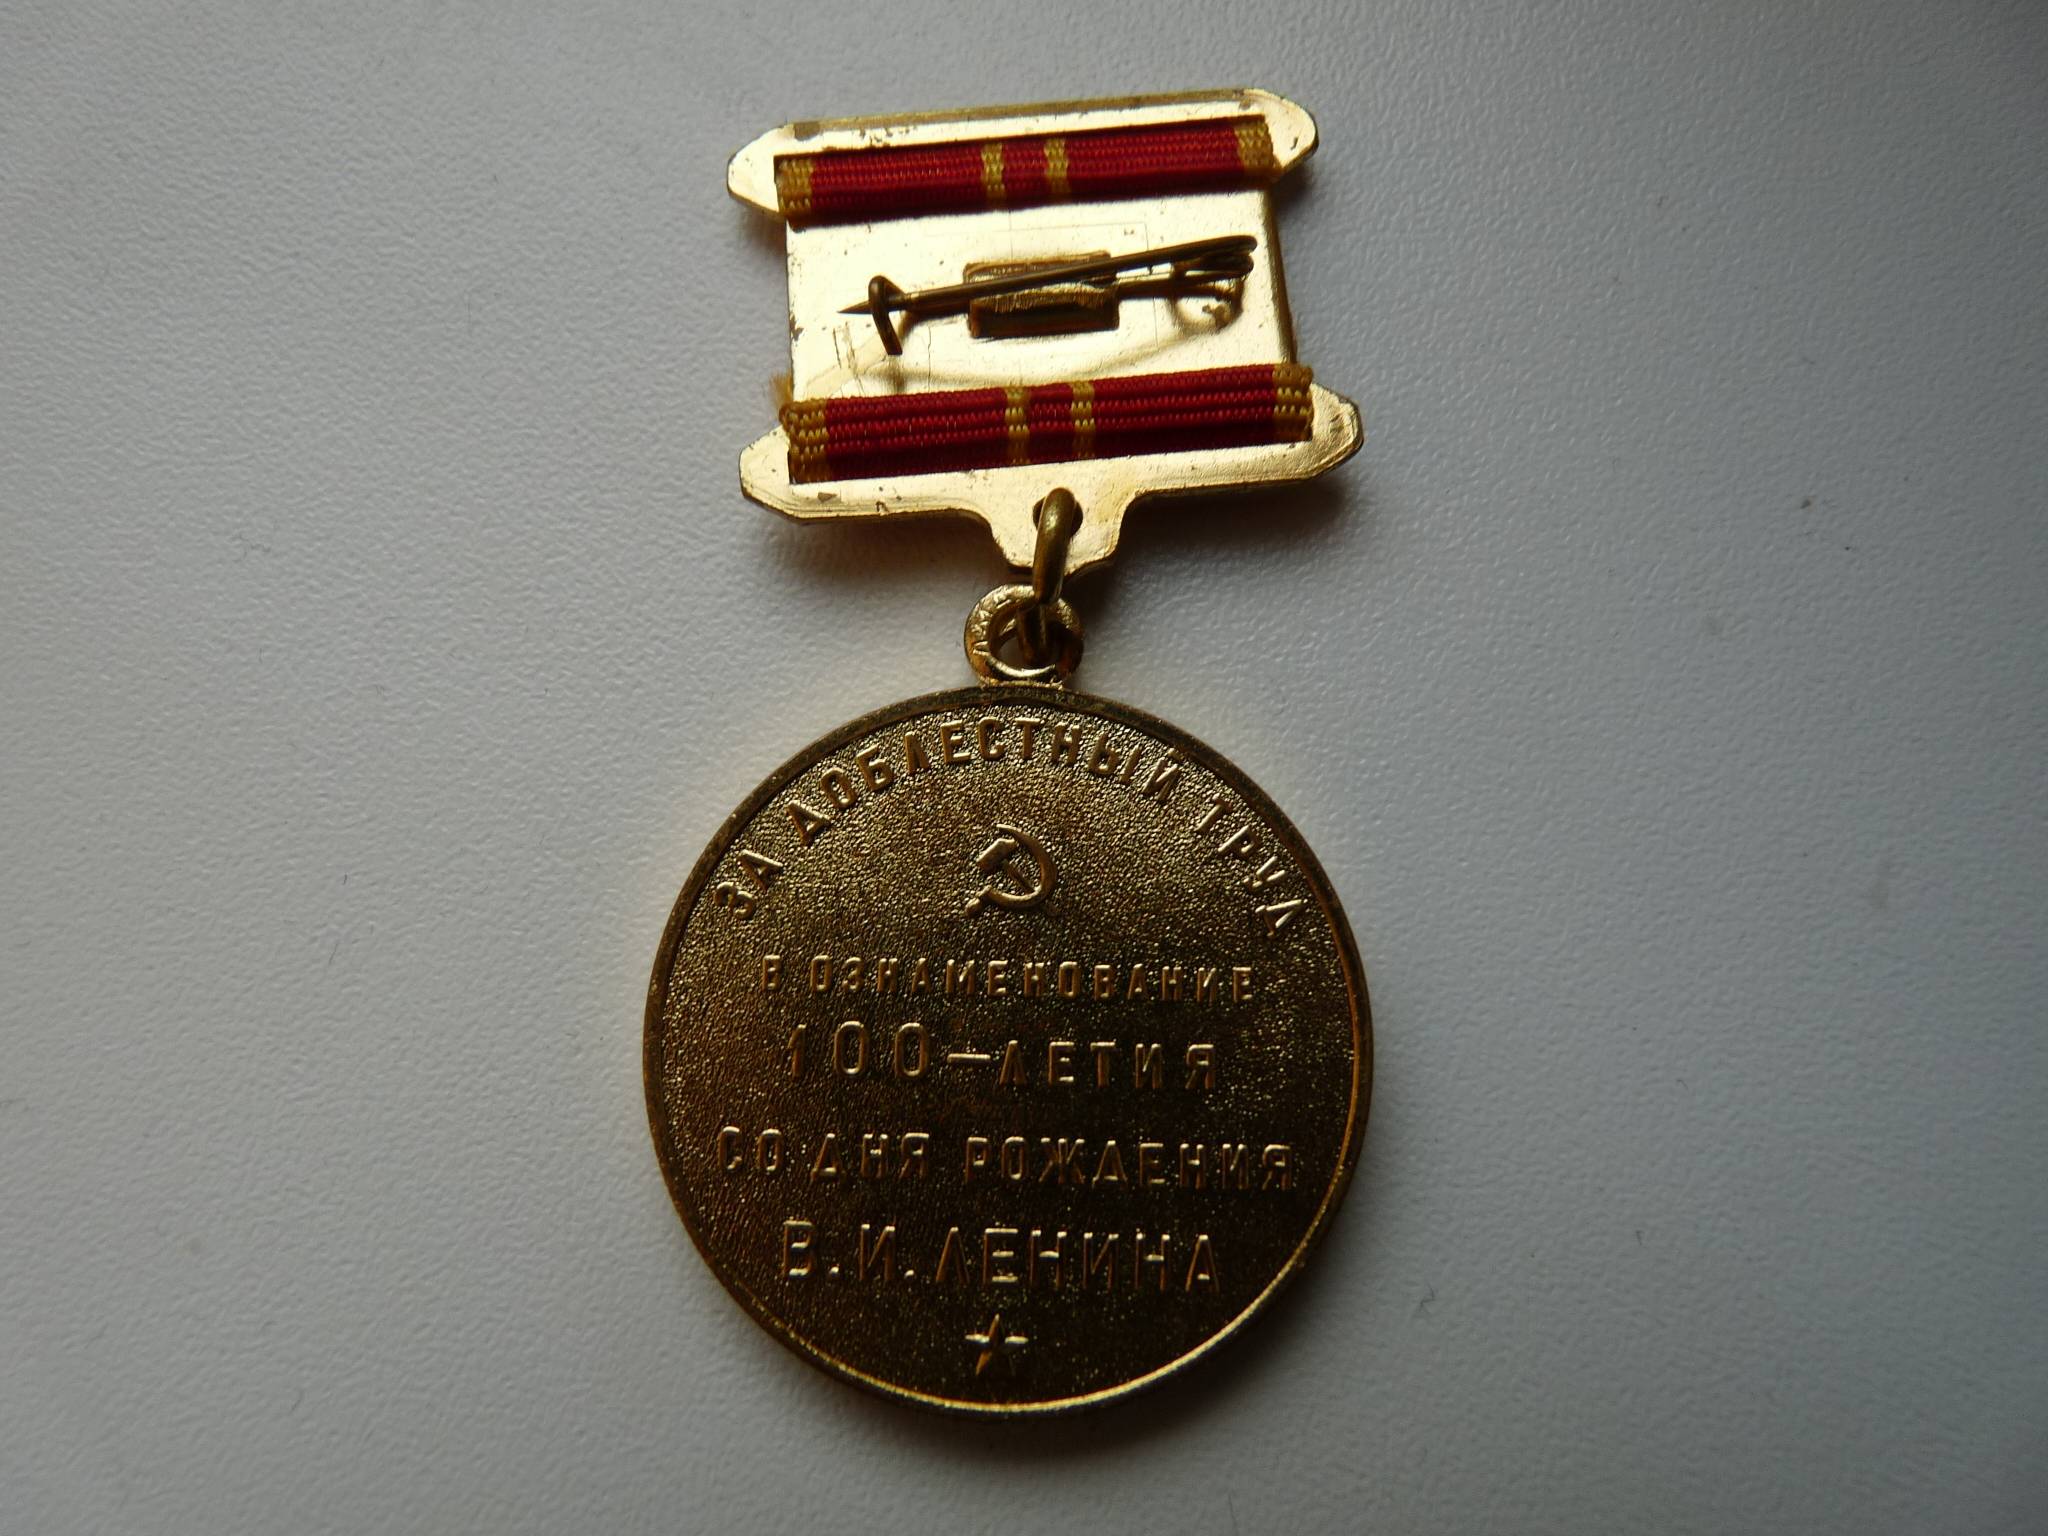 ЗА ДОБЛЕСТНЫЙ ТРУД
В ОЗНАМЕНОВАНИЕ
100-ЛЕТИЯ
СО ДНЯ РОЖДЕНИЯ
В.И.ЛЕНИНА